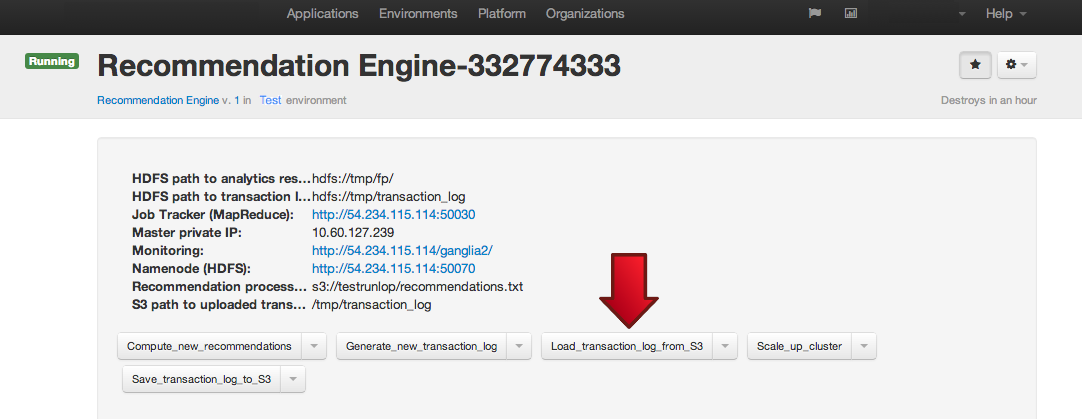 Applications Environments Platform Organizations Help
Running
Recommendation Engine-332774333
Recommendation Engine v. 1 in Test environment
Destroys in an hour
HDFS path to analytics res... hdfs://tmp/fp/
HDFS path to transaction l... hdfs://tmp/transaction_log
Job Tracker (MapReduce): http://54.234.115.114:50030
Master private IP: 10.60.127.239
Monitoring: http://54.234.115.114/ganglia2/
Namenode (HDFS): http://54.234.115.114:50070
Recommendation process... s3://testrunlop/recommendations.txt
S3 path to uploaded trans... /tmp/transaction_log
Compute_new_recommendations Generate_new_transaction_log Load_transaction_log_from_S3 Scale_up_cluster
Save_transaction_log_to_S3